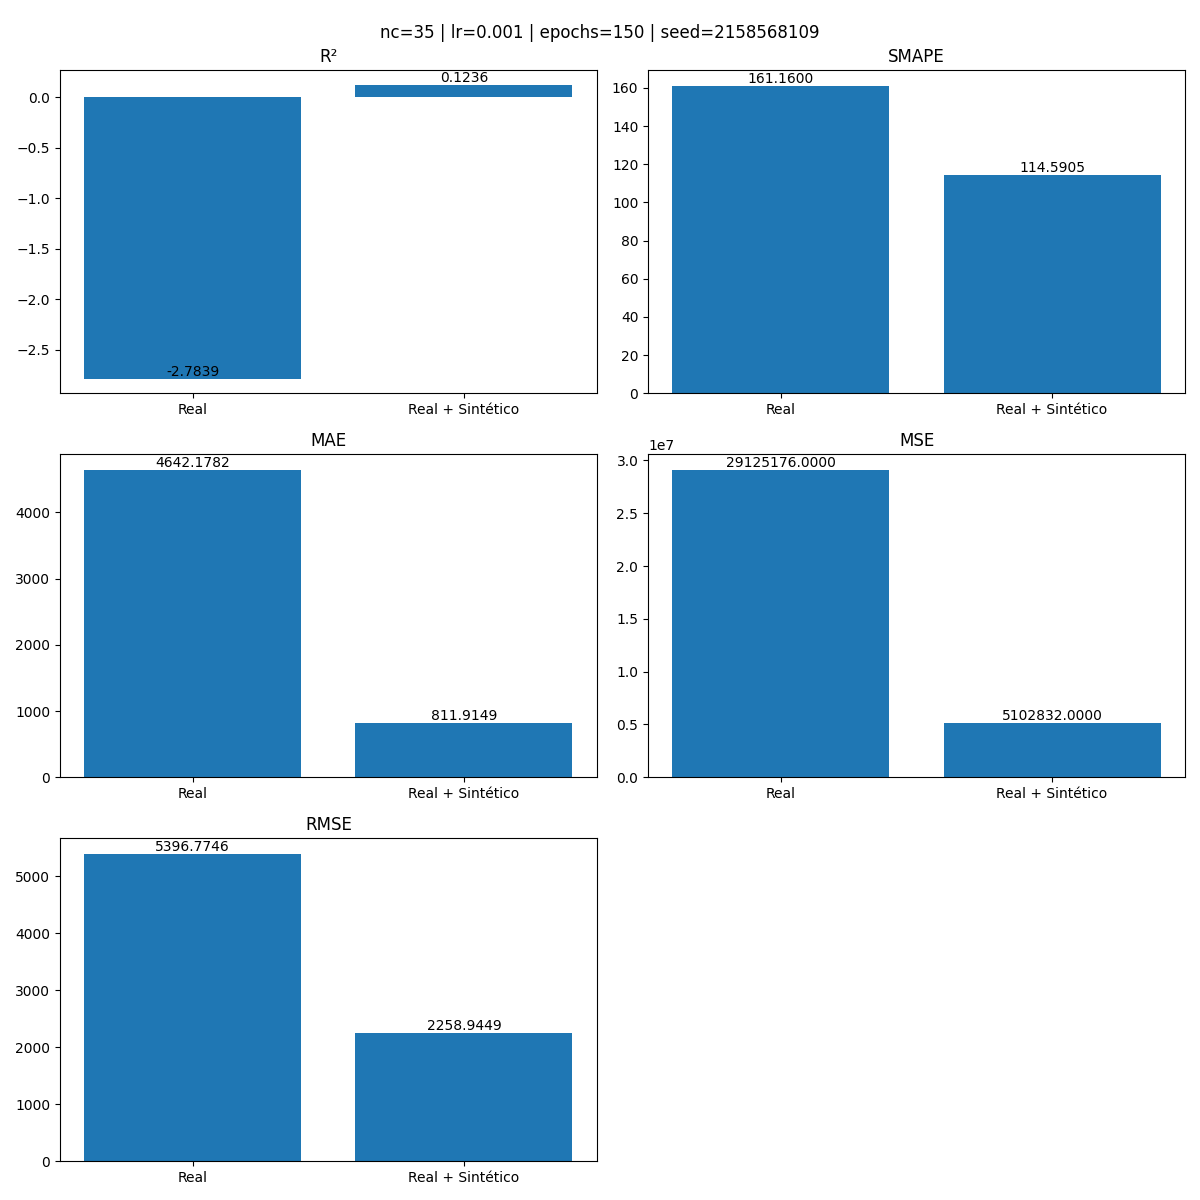 nc=35 | lr=0.001 | epochs=150 | seed=2158568109
R²
0.0
−0.5
−1.0
−1.5
−2.0
−2.5
-2.7839
0.1236
Real
Real + Sintético
SMAPE
160
140
120
100
80
60
40
20
0
161.1600
114.5905
Real
Real + Sintético
MAE
4000
3000
2000
1000
0
4642.1782
811.9149
Real
Real + Sintético
MSE
1e7
3.0
2.5
2.0
1.5
1.0
0.5
0.0
29125176.0000
5102832.0000
Real
Real + Sintético
RMSE
5000
4000
3000
2000
1000
0
5396.7746
2258.9449
Real
Real + Sintético